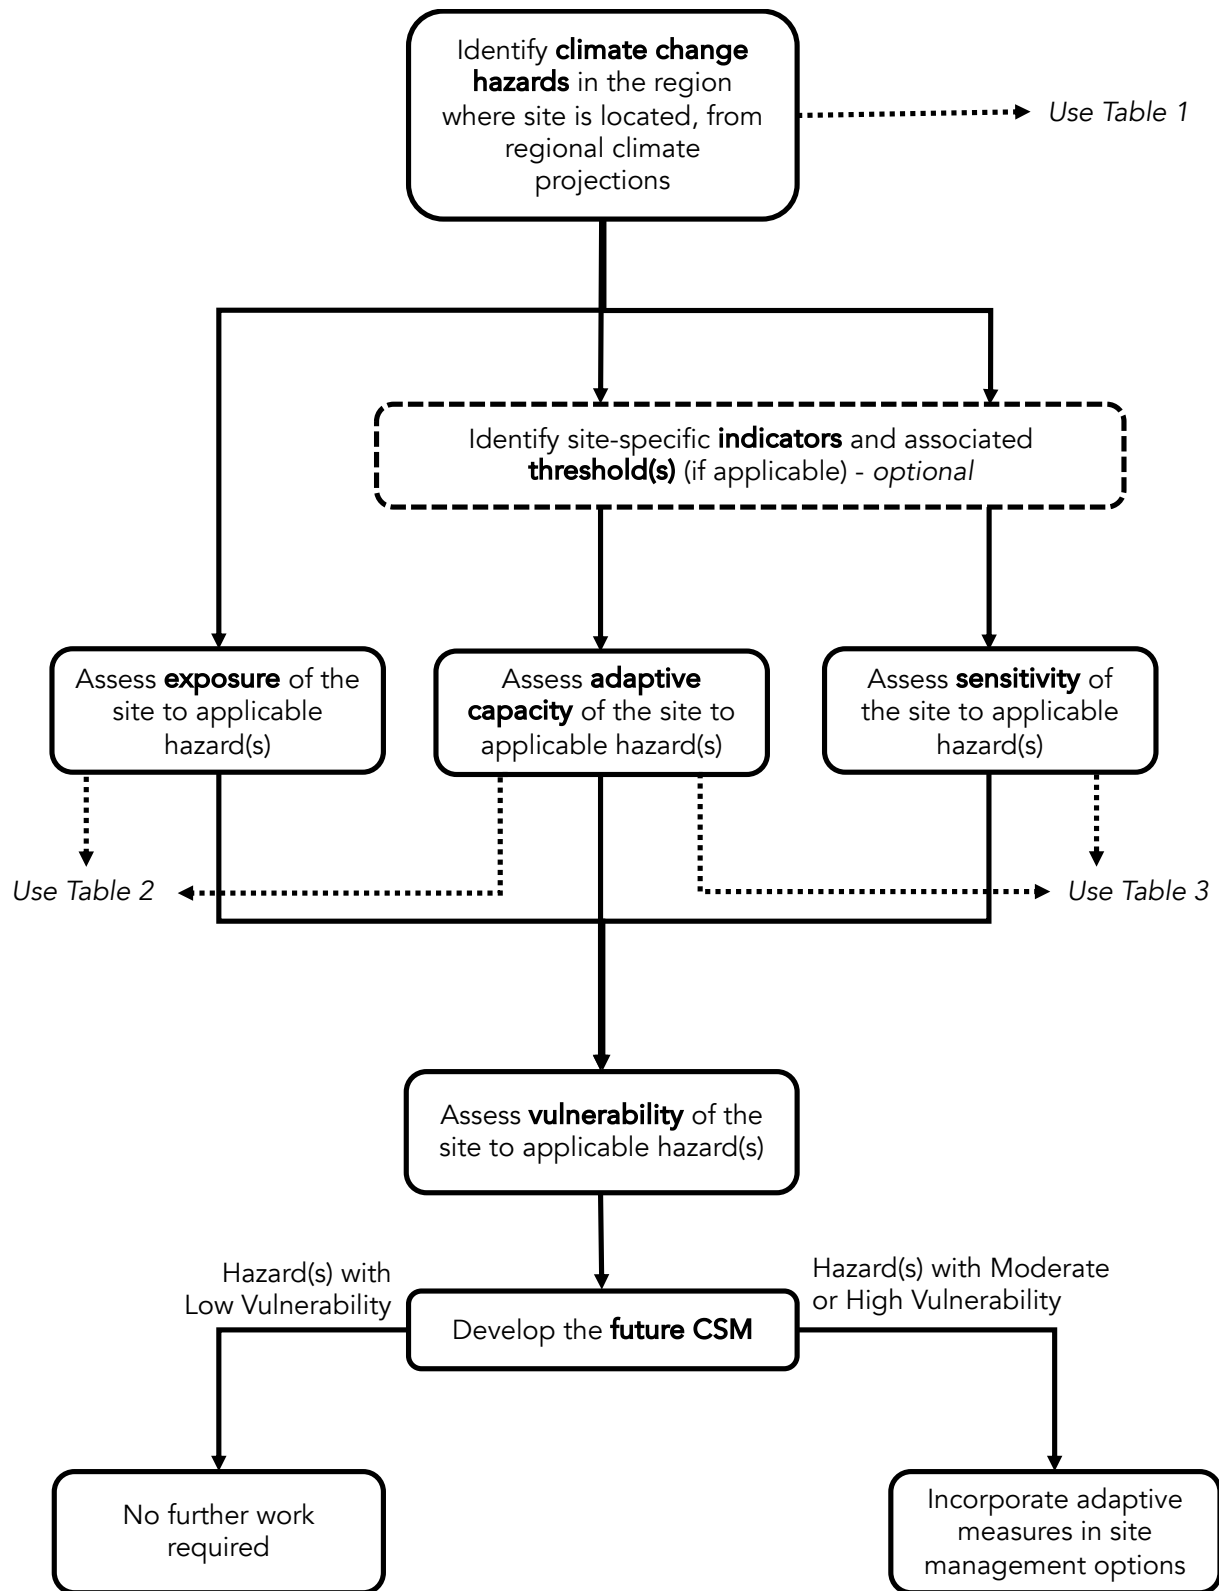 Identify climate change
hazards in the region
where site is located, from
regional climate
projections
Use Table 1
Identify site-specific indicators and associated
threshold(s) (if applicable) - optional
Assess exposure of the
site to applicable
hazard(s)
Assess adaptive
capacity of the site to
applicable hazard(s)
Assess sensitivity of
the site to applicable
hazard(s)
Use Table 2
Use Table 3
Assess vulnerability of the
site to applicable hazard(s)
Hazard(s) with
Low Vulnerability
Hazard(s) with Moderate
or High Vulnerability
Develop the future CSM
No further work
required
Incorporate adaptive
measures in site
management options